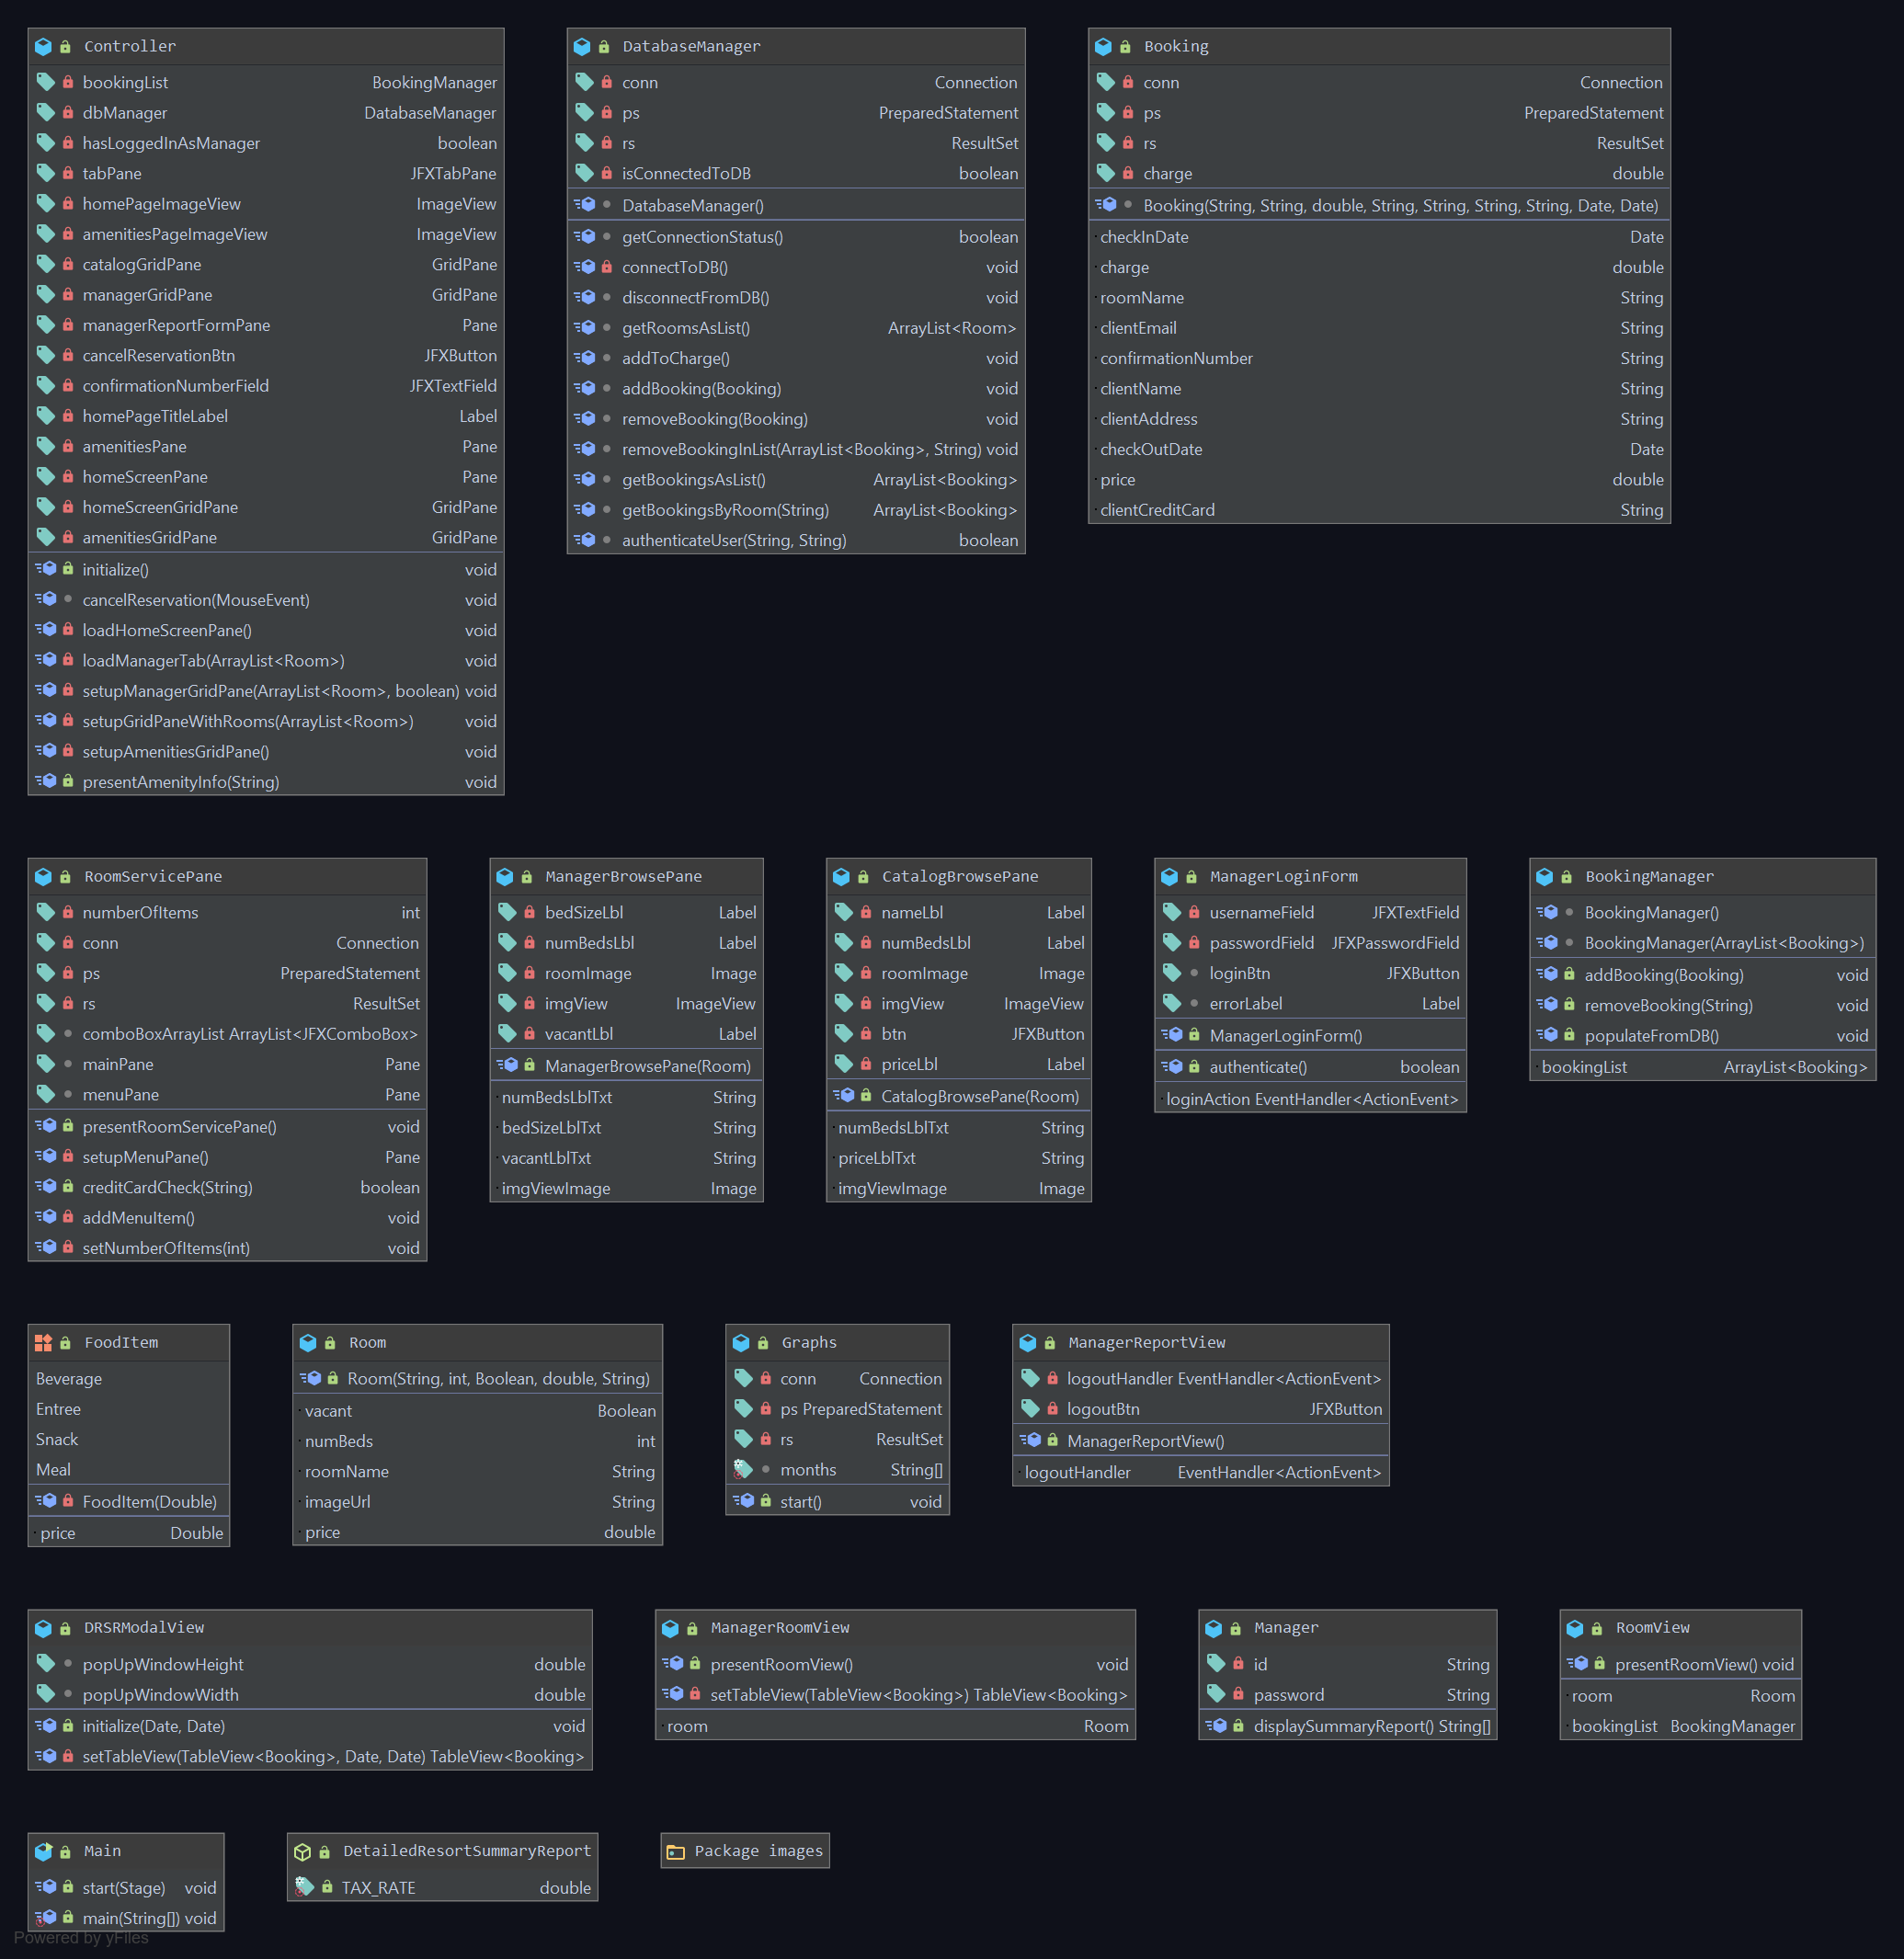 Controller
bookingList BookingManager
dbManager DatabaseManager
hasLoggedInAsManager boolean
tabPane JFXTabPane
homePageImageView ImageView
amenitiesPageImageView ImageView
catalogGridPane GridPane
managerGridPane GridPane
managerReportFormPane Pane
cancelReservationBtn JFXButton
confirmationNumberField JFXTextField
homePageTitleLabel Label
amenitiesPane Pane
homeScreenPane Pane
homeScreenGridPane GridPane
amenitiesGridPane GridPane
initialize() void
cancelReservation(MouseEvent) void
loadHomeScreenPane() void
loadManagerTab(ArrayList<Room>) void
setupManagerGridPane(ArrayList<Room>, boolean) void
setupGridPaneWithRooms(ArrayList<Room>) void
setupAmenitiesGridPane() void
presentAmenityInfo(String) void
DatabaseManager
conn Connection
ps PreparedStatement
rs ResultSet
isConnectedToDB boolean
DatabaseManager()
getConnectionStatus() boolean
connectToDB() void
disconnectFromDB() void
getRoomsAsList() ArrayList<Room>
addToCharge() void
addBooking(Booking) void
removeBooking(Booking) void
removeBookingInList(ArrayList<Booking>, String) void
getBookingsAsList() ArrayList<Booking>
getBookingsByRoom(String) ArrayList<Booking>
authenticateUser(String, String) boolean
Booking
conn Connection
ps PreparedStatement
rs ResultSet
charge double
Booking(String, String, double, String, String, String, String, Date, Date)
checkInDate Date
charge double
roomName String
clientEmail String
confirmationNumber String
clientName String
clientAddress String
checkOutDate Date
price double
clientCreditCard String
RoomServicePane
numberOfItems int
conn Connection
ps PreparedStatement
rs ResultSet
comboBoxArrayList ArrayList<JFXComboBox>
mainPane Pane
menuPane Pane
presentRoomServicePane() void
setupMenuPane() Pane
creditCardCheck(String) boolean
addMenuItem() void
setNumberOfItems(int) void
ManagerBrowsePane
bedSizeLbl Label
numBedsLbl Label
roomImage Image
imgView ImageView
vacantLbl Label
ManagerBrowsePane(Room)
numBedsLblTxt String
bedSizeLblTxt String
vacantLblTxt String
imgViewImage Image
CatalogBrowsePane
nameLbl Label
numBedsLbl Label
roomImage Image
imgView ImageView
btn JFXButton
priceLbl Label
CatalogBrowsePane(Room)
numBedsLblTxt String
priceLblTxt String
imgViewImage Image
ManagerLoginForm
usernameField JFXTextField
passwordField JFXPasswordField
loginBtn JFXButton
errorLabel Label
ManagerLoginForm()
authenticate() boolean
loginAction EventHandler<ActionEvent>
BookingManager
BookingManager()
BookingManager(ArrayList<Booking>)
addBooking(Booking) void
removeBooking(String) void
populateFromDB() void
bookingList ArrayList<Booking>
FoodItem
Beverage
Entree
Snack
Meal
FoodItem(Double)
price Double
Room
Room(String, int, Boolean, double, String)
vacant Boolean
numBeds int
roomName String
imageUrl String
price double
Graphs
conn Connection
ps PreparedStatement
rs ResultSet
months String[]
start() void
ManagerReportView
logoutHandler EventHandler<ActionEvent>
logoutBtn JFXButton
ManagerReportView()
logoutHandler EventHandler<ActionEvent>
DRSRModalView
popUpWindowHeight double
popUpWindowWidth double
initialize(Date, Date) void
setTableView(TableView<Booking>, Date, Date) TableView<Booking>
ManagerRoomView
presentRoomView() void
setTableView(TableView<Booking>) TableView<Booking>
room Room
Manager
id String
password String
displaySummaryReport() String[]
RoomView
presentRoomView() void
room Room
bookingList BookingManager
Main
start(Stage) void
main(String[]) void
DetailedResortSummaryReport
TAX_RATE double
Package images
Powered by yFiles